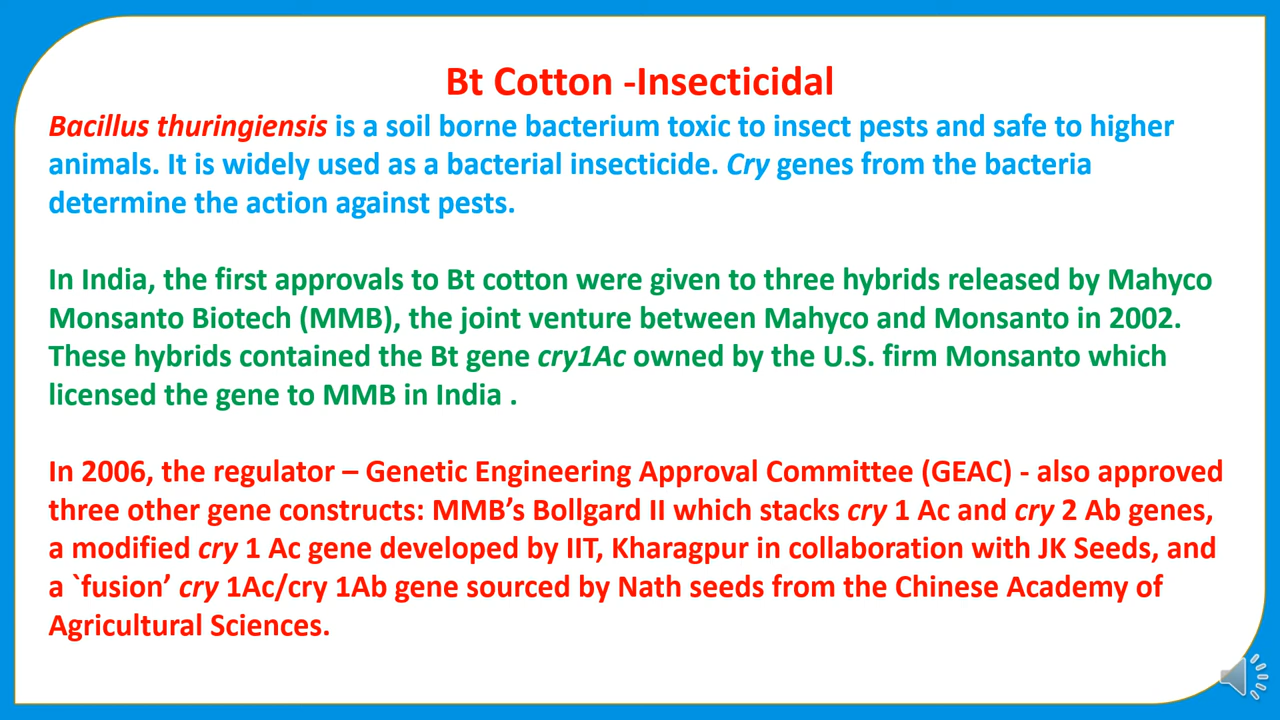 Bt Cotton -Insecticidal
Bacillus thuringiensis is a soil borne bacterium toxic to insect pests and safe to higher
animals. It is widely used as a bacterial insecticide. Cry genes from the bacteria
determine the action against pests.
In India, the first approvals to Bt cotton were given to three hybrids released by Mahyco
Monsanto Biotech (MMB), the joint venture between Mahyco and Monsanto in 2002.
These hybrids contained the Bt gene cry1Ac owned by the U.S. firm Monsanto which
licensed the gene to MMB in India .
In 2006, the regulator – Genetic Engineering Approval Committee (GEAC) - also approved
three other gene constructs: MMB’s Bollgard II which stacks cry 1 Ac and cry 2 Ab genes,
a modified cry 1 Ac gene developed by IIT, Kharagpur in collaboration with JK Seeds, and
a `fusion’ cry 1Ac/cry 1Ab gene sourced by Nath seeds from the Chinese Academy of
Agricultural Sciences.